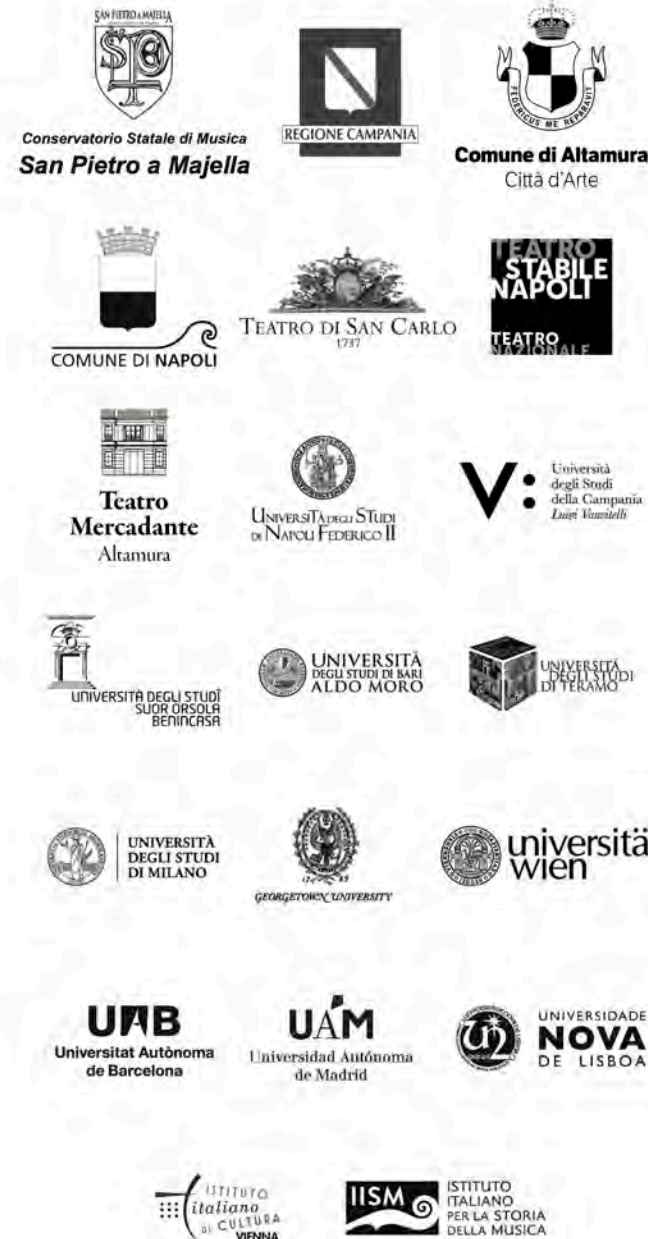 SAN PIETRO A MAJELLA
Conservatorio Statale di Musica
San Pietro a Majella
REGIONE CAMPANIA
FEDERICUS ME REPARAVIT
Comune di Altamura
Città d'Arte
COMUNE DI NAPOLI
TEATRO DI SAN CARLO
1737
TEATRO
STABILE
NAPOLI
TEATRO
NAZIONALE
Teatro
Mercadante
Altamura
UNIVERSITÀ DEGLI STUDI
DI NAPOLI FEDERICO II
V:
Università
degli Studi
della Campania
Luigi Vanvitelli
UNIVERSITÀ DEGLI STUDI
SUOR ORSOLA
BENINCASA
UNIVERSITÀ
DEGLI STUDI DI BARI
ALDO MORO
UNIVERSITÀ
DEGLI STUDI
DI TERAMO
UNIVERSITÀ
DEGLI STUDI
DI MILANO
17 89
GEORGETOWN UNIVERSITY
universität
wien
UAB
Universitat Autònoma
de Barcelona
UAM
Universidad Autónoma
de Madrid
UNIVERSIDADE
NOVA
DE LISBOA
ISTITUTO
italiano
DI CULTURA
VIENNA
IISM
ISTITUTO
ITALIANO
PER LA STORIA
DELLA MUSICA